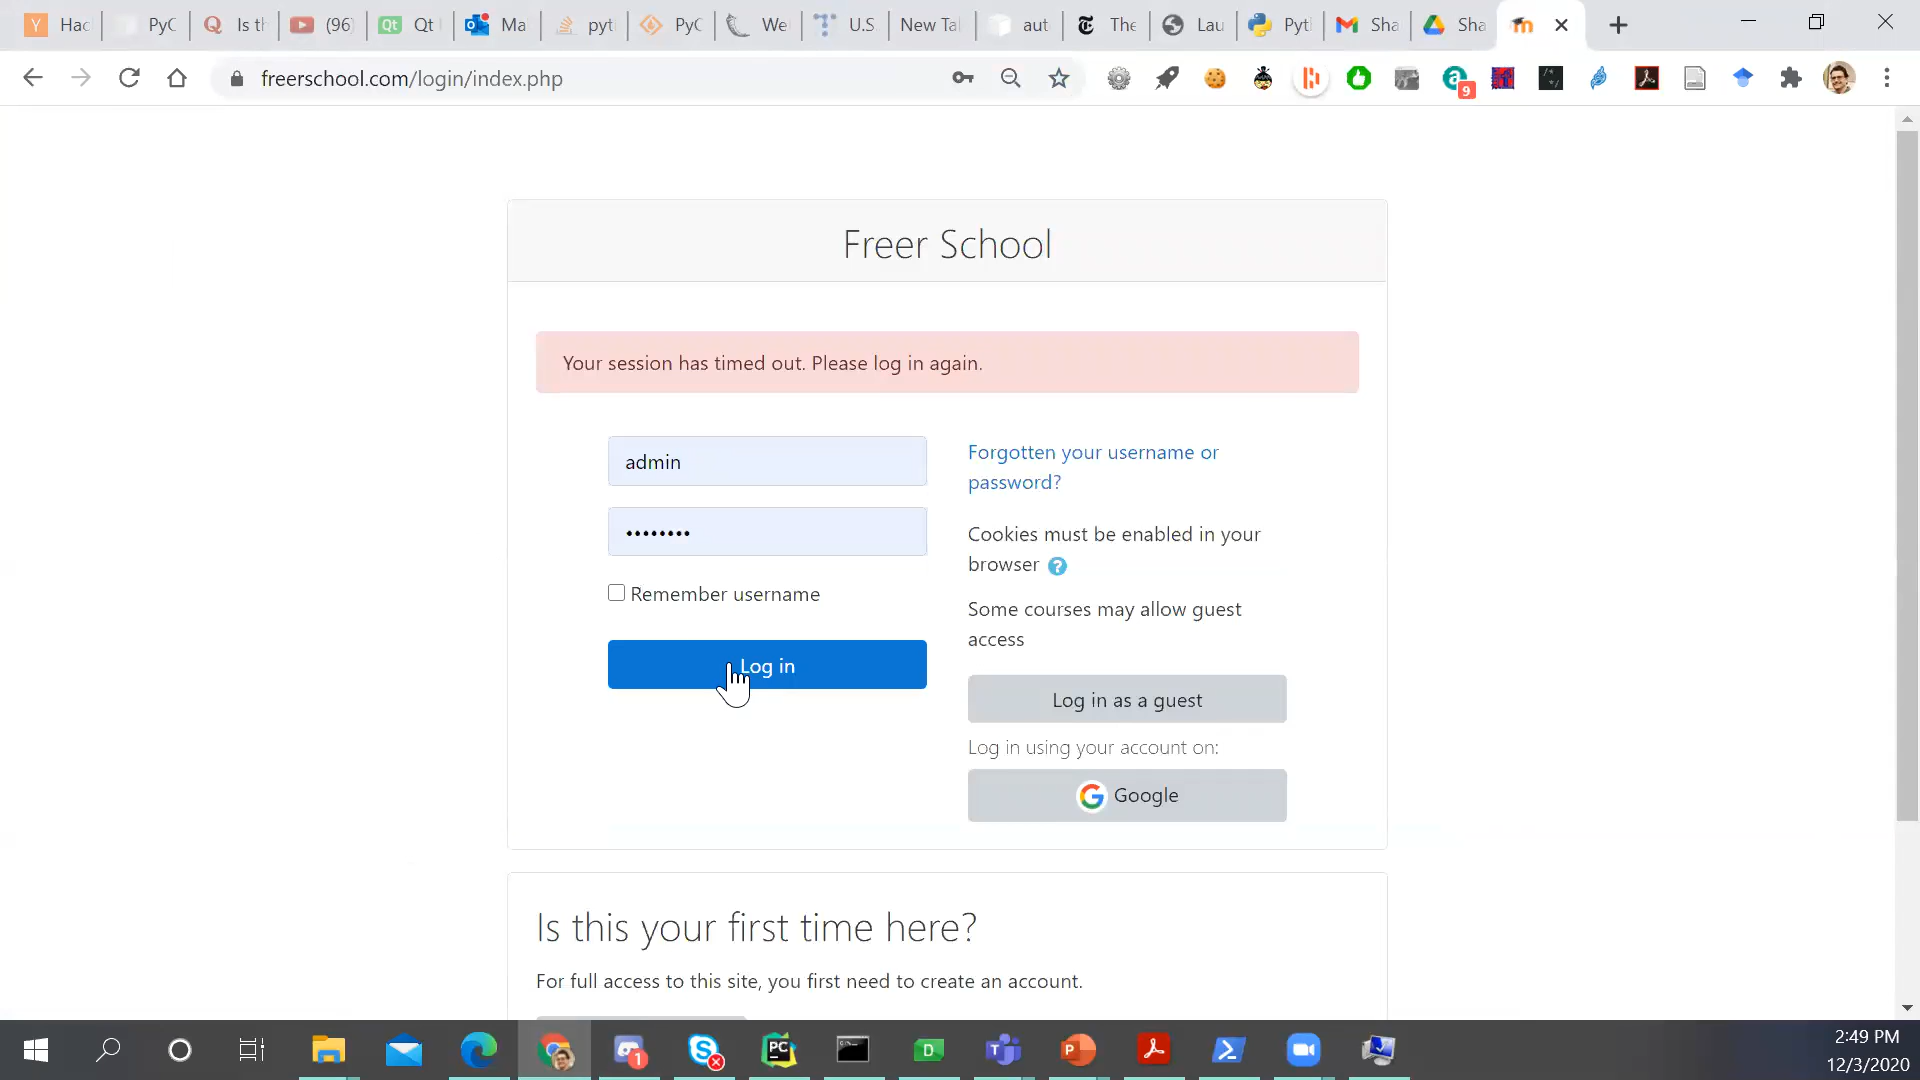 Hac
PyC
Is th
(96)
Qt
Ma
pyt
PyC
We
U.S
New Ta
aut
The
Lau
Pyt
Sha
Sha
freerschool.com/login/index.php
9
Freer School
Your session has timed out. Please log in again.
admin
Forgotten your username or
password?
Cookies must be enabled in your
browser
Remember username
Some courses may allow guest
access
Log in
Log in as a guest
Log in using your account on:
Google
Is this your first time here?
For full access to this site, you first need to create an account.
1
2:49 PM
12/3/2020